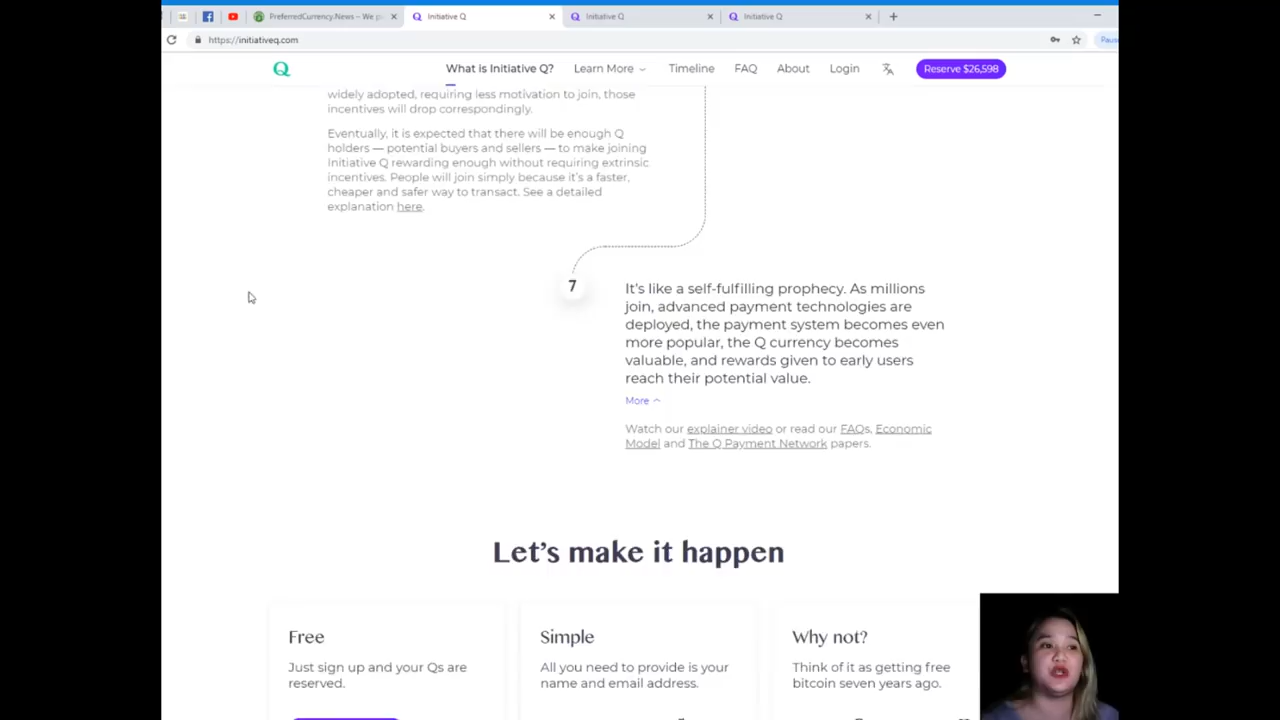 PreferredCurrency.News – We gi
Initiative Q
Initiative Q
Initiative Q
https://initiativeq.com
Paus
Q
What is Initiative Q?
Learn More
Timeline
FAQ
About
Login
Reserve $26,598
widely adopted, requiring less motivation to join, those
incentives will drop correspondingly.
Eventually, it is expected that there will be enough Q
holders — potential buyers and sellers — to make joining
Initiative Q rewarding enough without requiring extrinsic
incentives. People will join simply because it's a faster,
cheaper and safer way to transact. See a detailed
explanation here.
7
It's like a self-fulfilling prophecy. As millions
join, advanced payment technologies are
deployed, the payment system becomes even
more popular, the Q currency becomes
valuable, and rewards given to early users
reach their potential value.
More
Watch our explainer video or read our FAQs, Economic
Model and The Q Payment Network papers.
Let's make it happen
Free
Just sign up and your Qs are
reserved.
Simple
All you need to provide is your
name and email address.
Why not?
Think of it as getting free
bitcoin seven years ago.